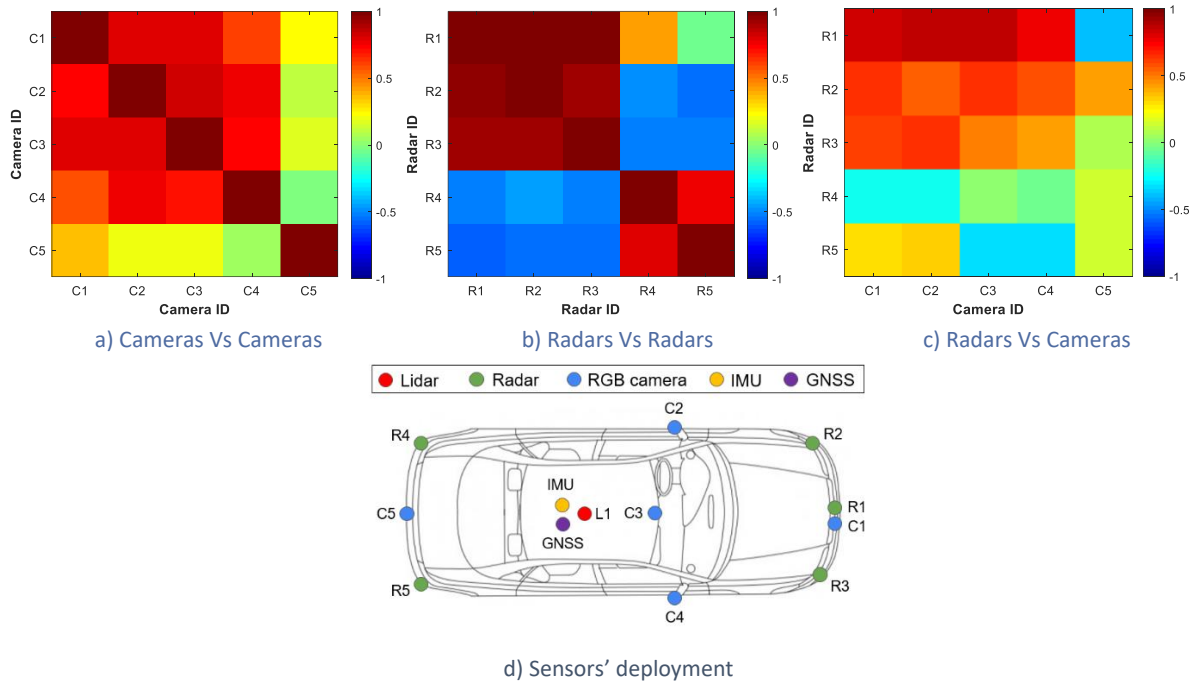 C1
C2
C3
C4
C5
Camera ID
C1 C2 C3 C4 C5
Camera ID
1
0.5
0
-0.5
-1
a) Cameras Vs Cameras
R1
R2
R3
R4
R5
Radar ID
R1 R2 R3 R4 R5
Radar ID
1
0.5
0
-0.5
-1
b) Radars Vs Radars
R1
R2
R3
R4
R5
Radar ID
C1 C2 C3 C4 C5
Camera ID
1
0.5
0
-0.5
-1
c) Radars Vs Cameras
Lidar Radar RGB camera IMU GNSS
C2
R4 R2
IMU
R1
C5 L1 C3
C1
GNSS
R5 R3
C4
d) Sensors’ deployment